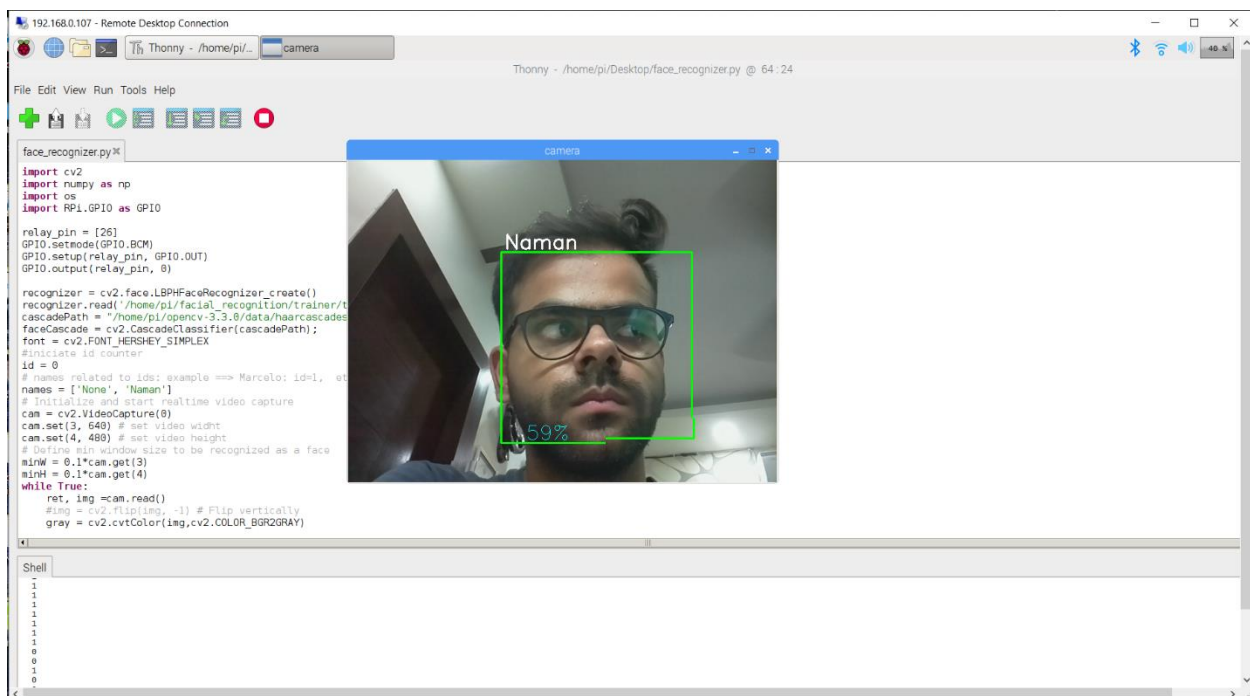 192.168.0.107 - Remote Desktop Connection
Thonny - /home/pi/...
camera
40 %
Thonny - /home/pi/Desktop/face_recognizer.py @ 64 : 24
File Edit View Run Tools Help
face_recognizer.py
import cv2
import numpy as np
import os
import RPi.GPIO as GPIO
relay_pin = [26]
GPIO.setmode(GPIO.BCM)
GPIO.setup(relay_pin, GPIO.OUT)
GPIO.output(relay_pin, 0)
recognizer = cv2.face.LBPHFaceRecognizer_create()
recognizer.read('/home/pi/facial_recognition/trainer/t
cascadePath = "/home/pi/opencv-3.3.0/data/haarcascades
faceCascade = cv2.CascadeClassifier(cascadePath);
font = cv2.FONT_HERSHEY_SIMPLEX
#iniciate id counter
id = 0
# names related to ids: example ==> Marcelo: id=1, et
names = ['None', 'Naman']
# Initialize and start realtime video capture
cam = cv2.VideoCapture(0)
cam.set(3, 640) # set video widht
cam.set(4, 480) # set video height
# Define min window size to be recognized as a face
minW = 0.1*cam.get(3)
minH = 0.1*cam.get(4)
while True:
ret, img =cam.read()
#img = cv2.flip(img, -1) # Flip vertically
gray = cv2.cvtColor(img,cv2.COLOR_BGR2GRAY)
camera
Naman
59%
Shell
1
1
1
1
1
1
1
0
0
1
0